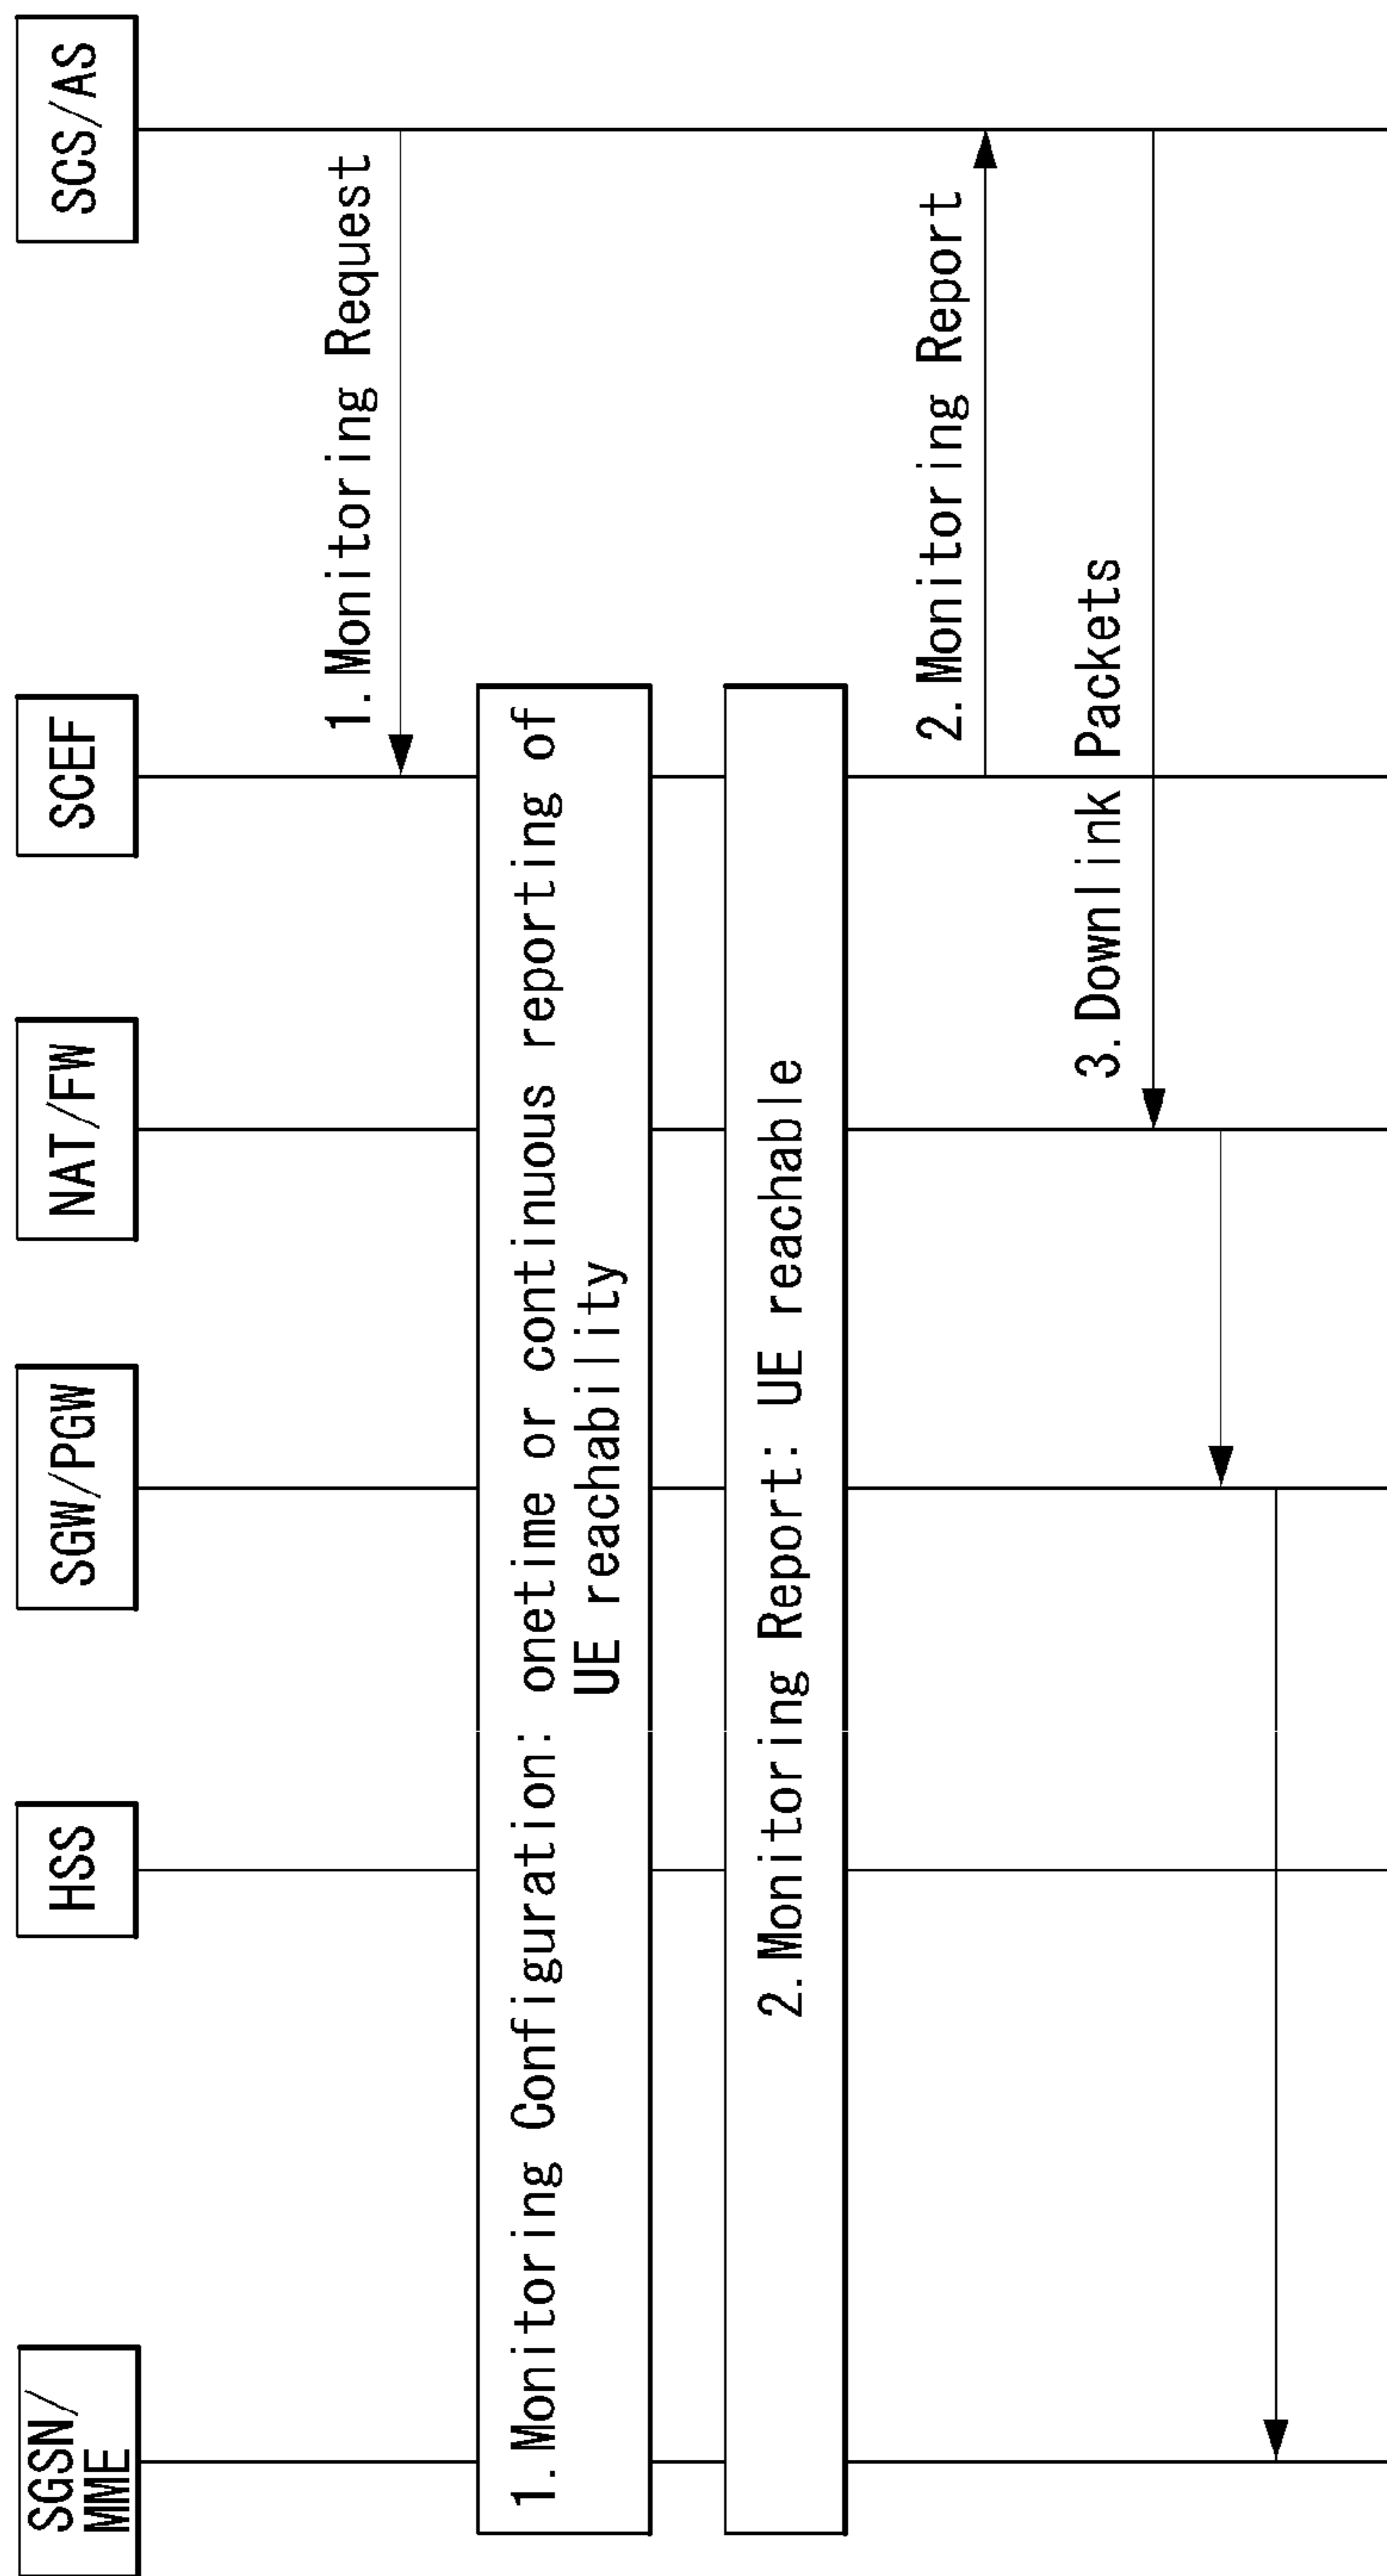 SGSN/
MME
HSS
SGW/PGW
NAT/FW
SCEF
SCS/AS
1.Monitoring Request
1.Monitoring Configuration: onetime or continuous reporting of
UE reachability
2.Monitoring Report: UE reachable
2.Monitoring Report
3.Downlink Packets